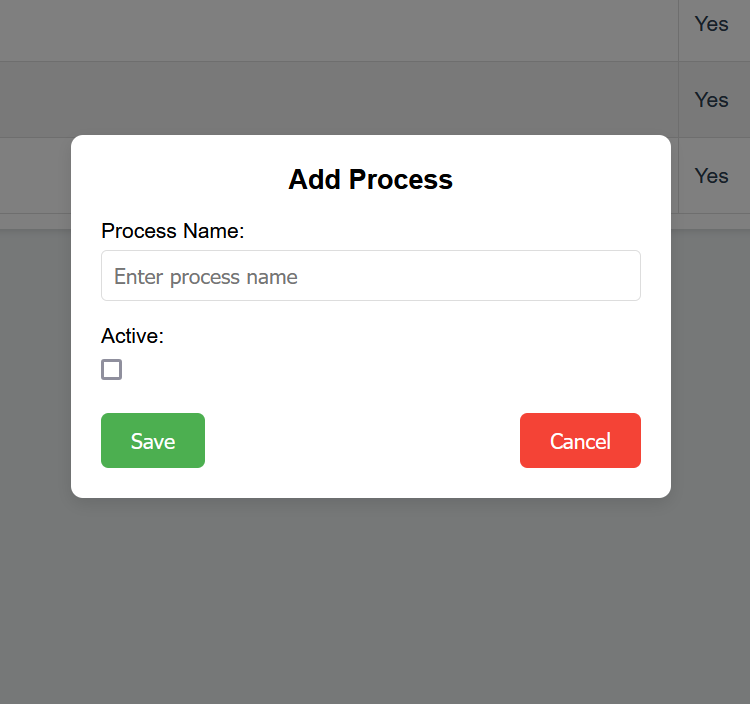 Yes
Yes
Yes
Add Process
Process Name:
Enter process name
Active:
Save
Cancel